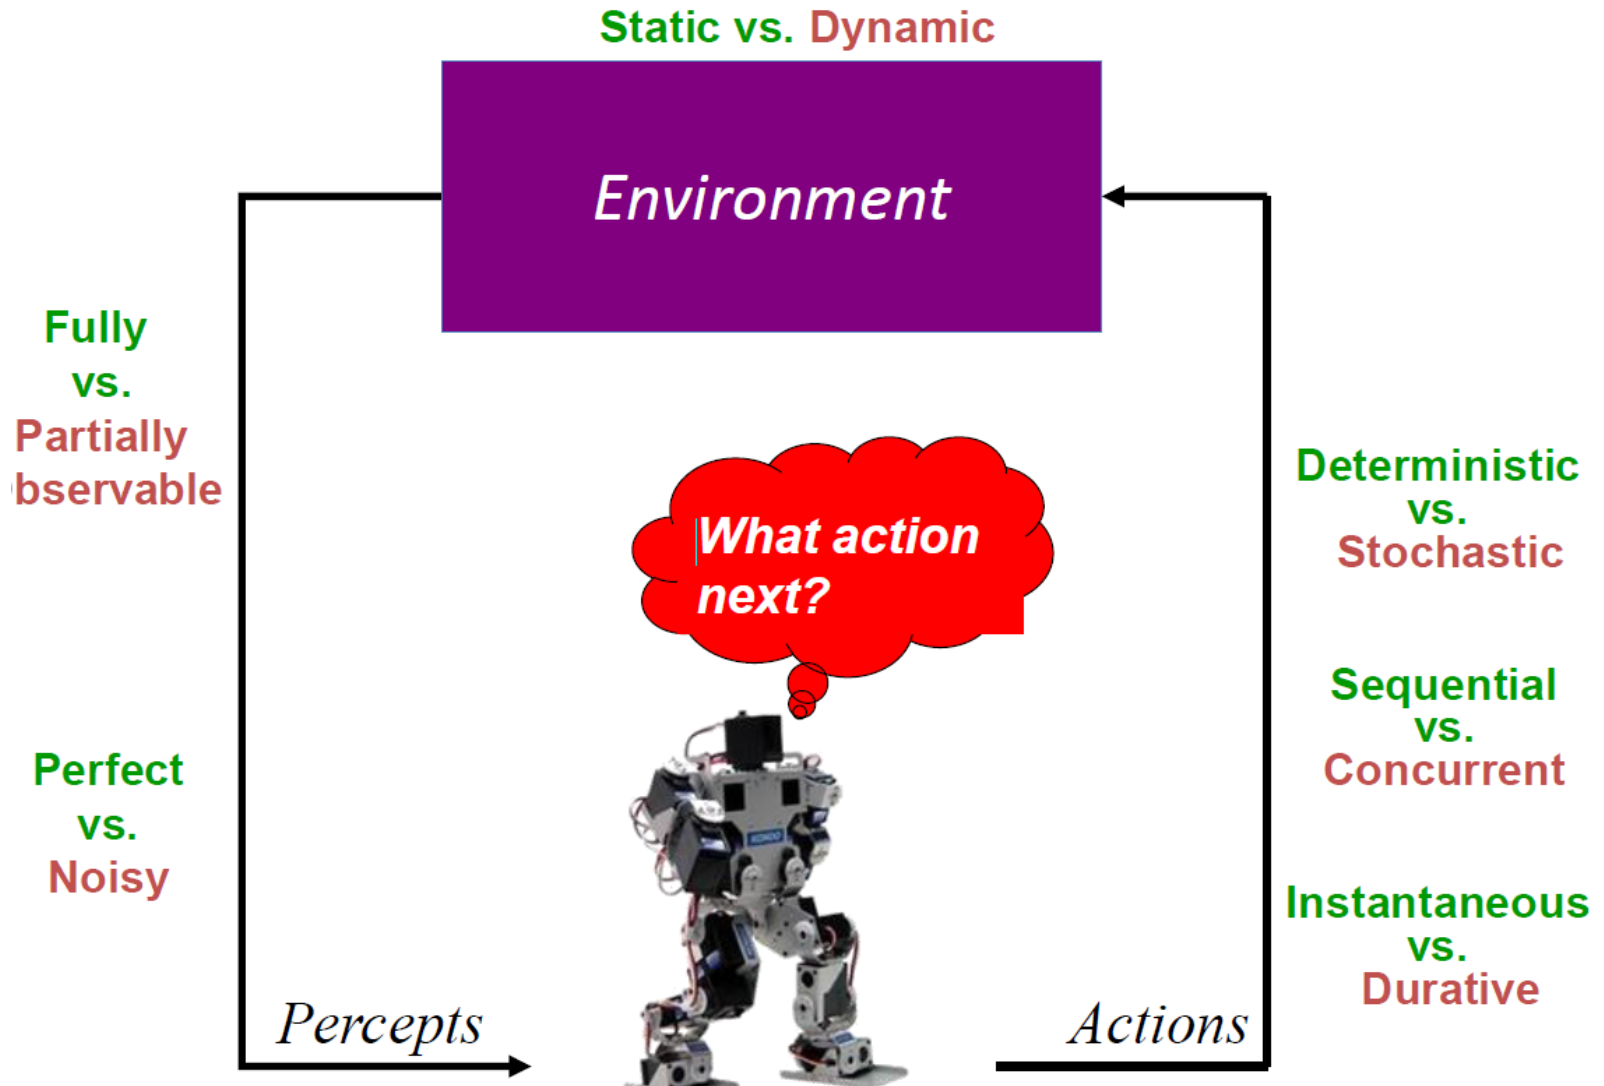 Static vs. Dynamic
Environment
Fully
vs.
Partially
bservable
Perfect
vs.
Noisy
Percepts
What action
next?
KONDO
Deterministic
vs.
Stochastic
Sequential
vs.
Concurrent
Instantaneous
vs.
Durative
Actions